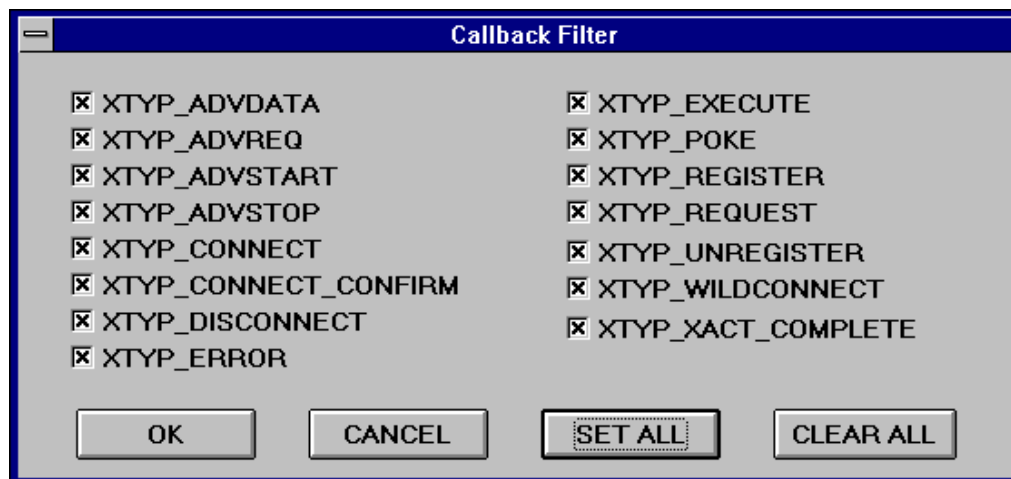 Callback Filter
XTYP_ADVDATA
XTYP_ADVREQ
XTYP_ADVSTART
XTYP_ADVSTOP
XTYP_CONNECT
XTYP_CONNECT_CONFIRM
XTYP_DISCONNECT
XTYP_ERROR
XTYP_EXECUTE
XTYP_POKE
XTYP_REGISTER
XTYP_REQUEST
XTYP_UNREGISTER
XTYP_WILDCONNECT
XTYP_XACT_COMPLETE
OK
CANCEL
SET ALL
CLEAR ALL